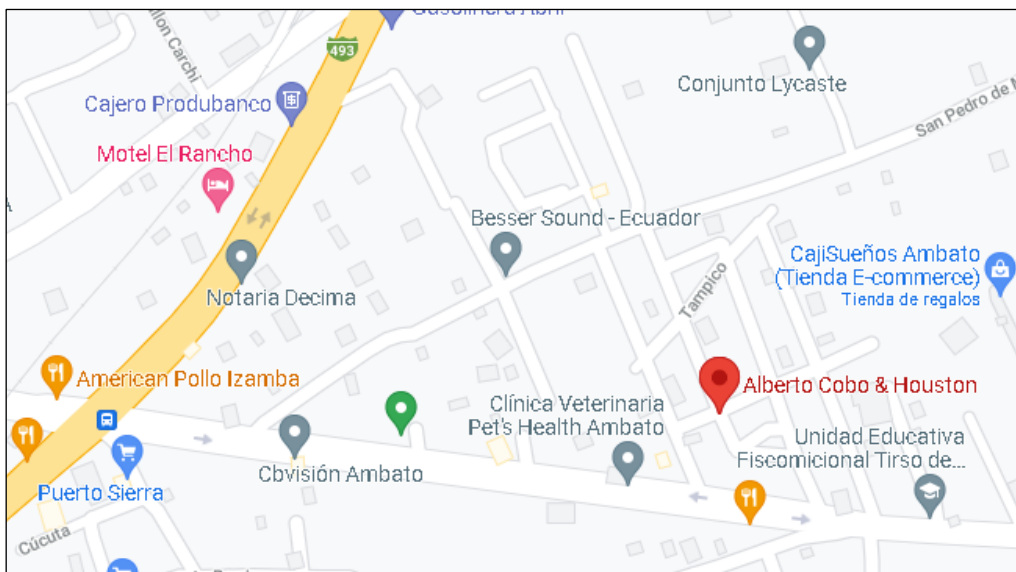 Gasolinera Abril
493
Conjunto Lycaste
Cajero Produbanco
San Pedro de
Motel El Rancho
Besser Sound - Ecuador
CajiSueños Ambato
(Tienda E-commerce)
Tienda de regalos
Tampico
Notaria Decima
American Pollo Izamba
Alberto Cobo & Houston
Clínica Veterinaria
Pet's Health Ambato
Unidad Educativa
Fiscomicional Tirso de...
Cbvisión Ambato
Puerto Sierra
Cúcuta